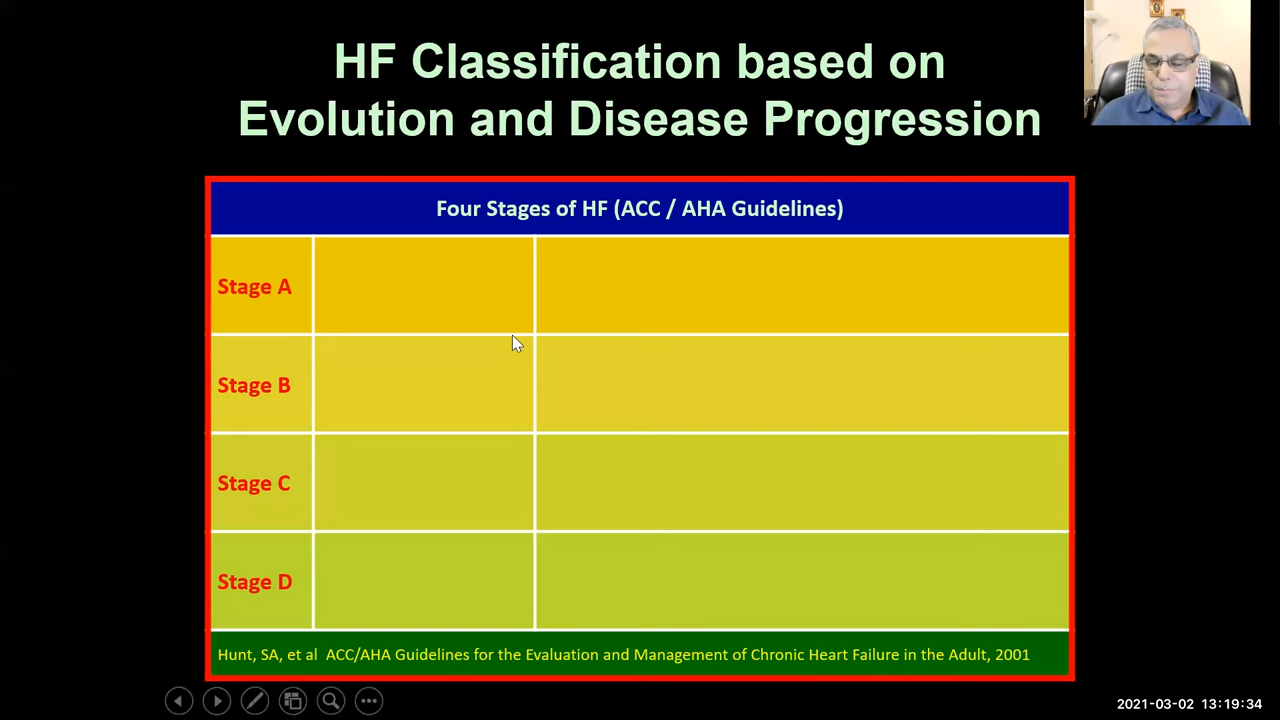 HF Classification based on
Evolution and Disease Progression
Four Stages of HF (ACC / AHA Guidelines)
Stage A
Stage B
Stage C
Stage D
Hunt, SA, et al  ACC/AHA Guidelines for the Evaluation and Management of Chronic Heart Failure in the Adult, 2001
2021-03-02 13:19:34